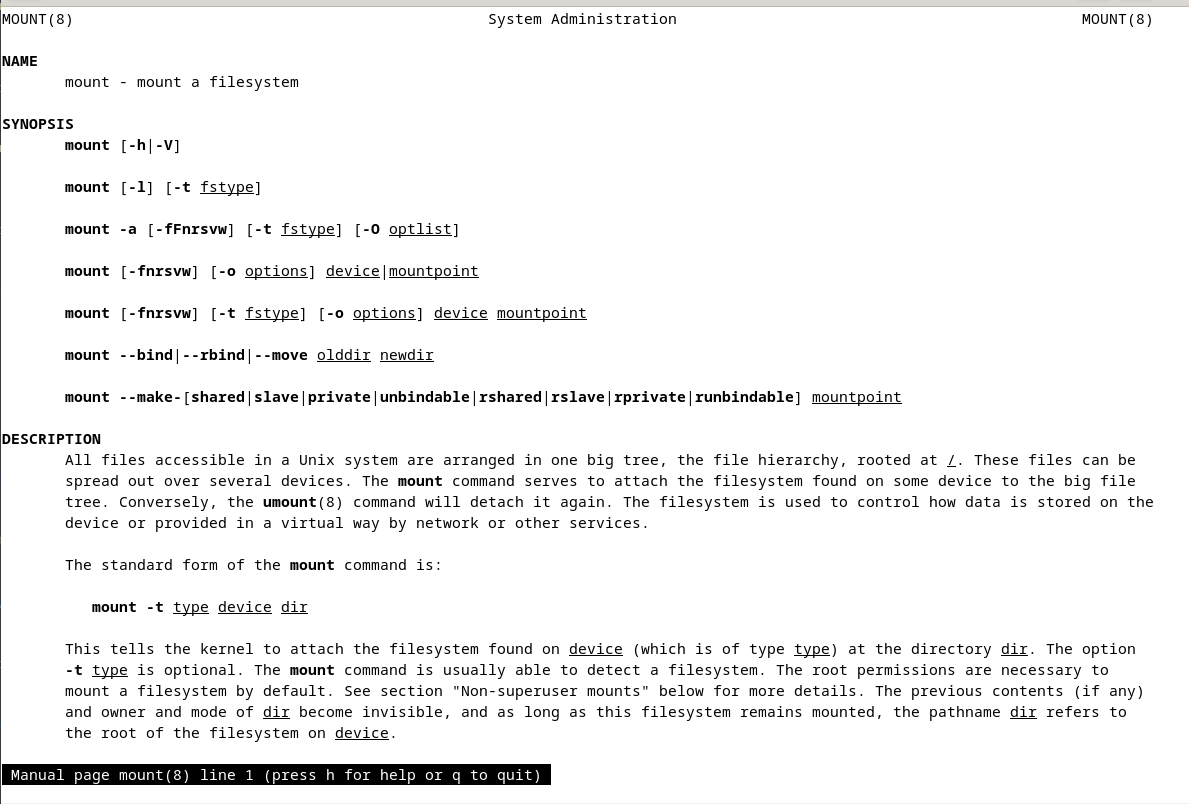 MOUNT(8) System Administration MOUNT(8)
NAME
mount - mount a filesystem
SYNOPSIS
mount [-h|-V]
mount [-l] [-t fstype]
mount -a [-fFnrsvw] [-t fstype] [-O optlist]
mount [-fnrsvw] [-o options] device|mountpoint
mount [-fnrsvw] [-t fstype] [-o options] device mountpoint
mount --bind|--rbind|--move olddir newdir
mount --make-[shared|slave|private|unbindable|rshared|rslave|rprivate|runbindable] mountpoint
DESCRIPTION
All files accessible in a Unix system are arranged in one big tree, the file hierarchy, rooted at /. These files can be
spread out over several devices. The mount command serves to attach the filesystem found on some device to the big file
tree. Conversely, the umount(8) command will detach it again. The filesystem is used to control how data is stored on the
device or provided in a virtual way by network or other services.
The standard form of the mount command is:
mount -t type device dir
This tells the kernel to attach the filesystem found on device (which is of type type) at the directory dir. The option
-t type is optional. The mount command is usually able to detect a filesystem. The root permissions are necessary to
mount a filesystem by default. See section "Non-superuser mounts" below for more details. The previous contents (if any)
and owner and mode of dir become invisible, and as long as this filesystem remains mounted, the pathname dir refers to
the root of the filesystem on device.
Manual page mount(8) line 1 (press h for help or q to quit)